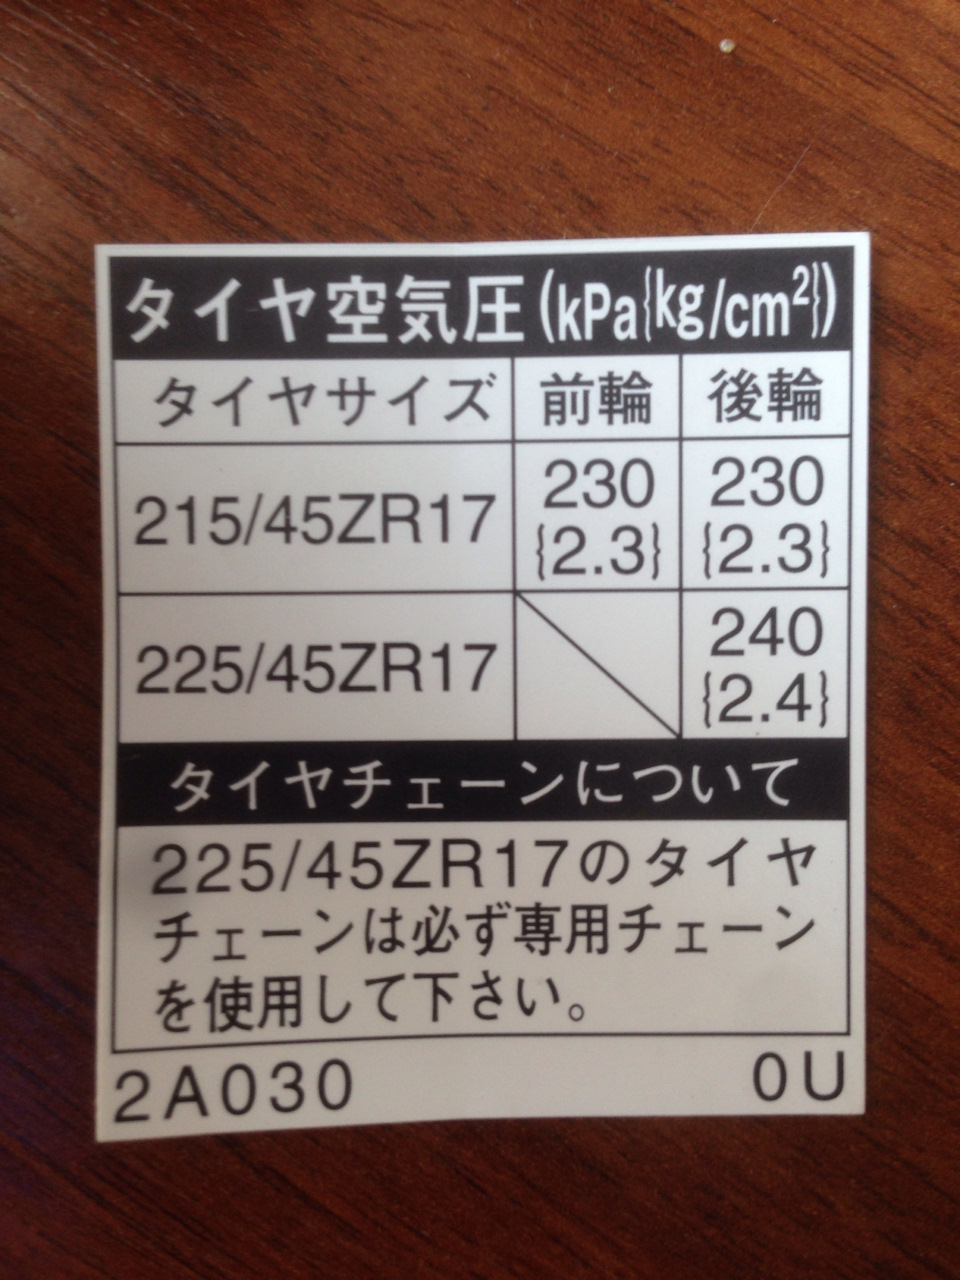 タイヤ空気圧(kPa{kg/cm²})
タイヤサイズ 前輪 後輪
215/45ZR17 230 {2.3} 230 {2.3}
225/45ZR17 240 {2.4}
タイヤチェーンについて
225/45ZR17のタイヤ
チェーンは必ず専用チェーン
を使用して下さい。
2A030 0U